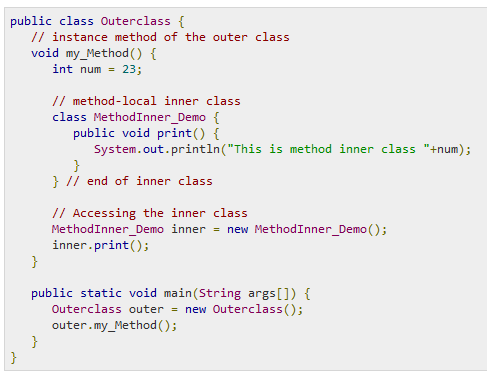 public class Outerclass {
   // instance method of the outer class
   void my_Method() {
      int num = 23;

      // method-local inner class
      class MethodInner_Demo {
         public void print() {
            System.out.println("This is method inner class "+num);
         }
      } // end of inner class

      // Accessing the inner class
      MethodInner_Demo inner = new MethodInner_Demo();
      inner.print();
   }

   public static void main(String args[]) {
      Outerclass outer = new Outerclass();
      outer.my_Method();
   }
}